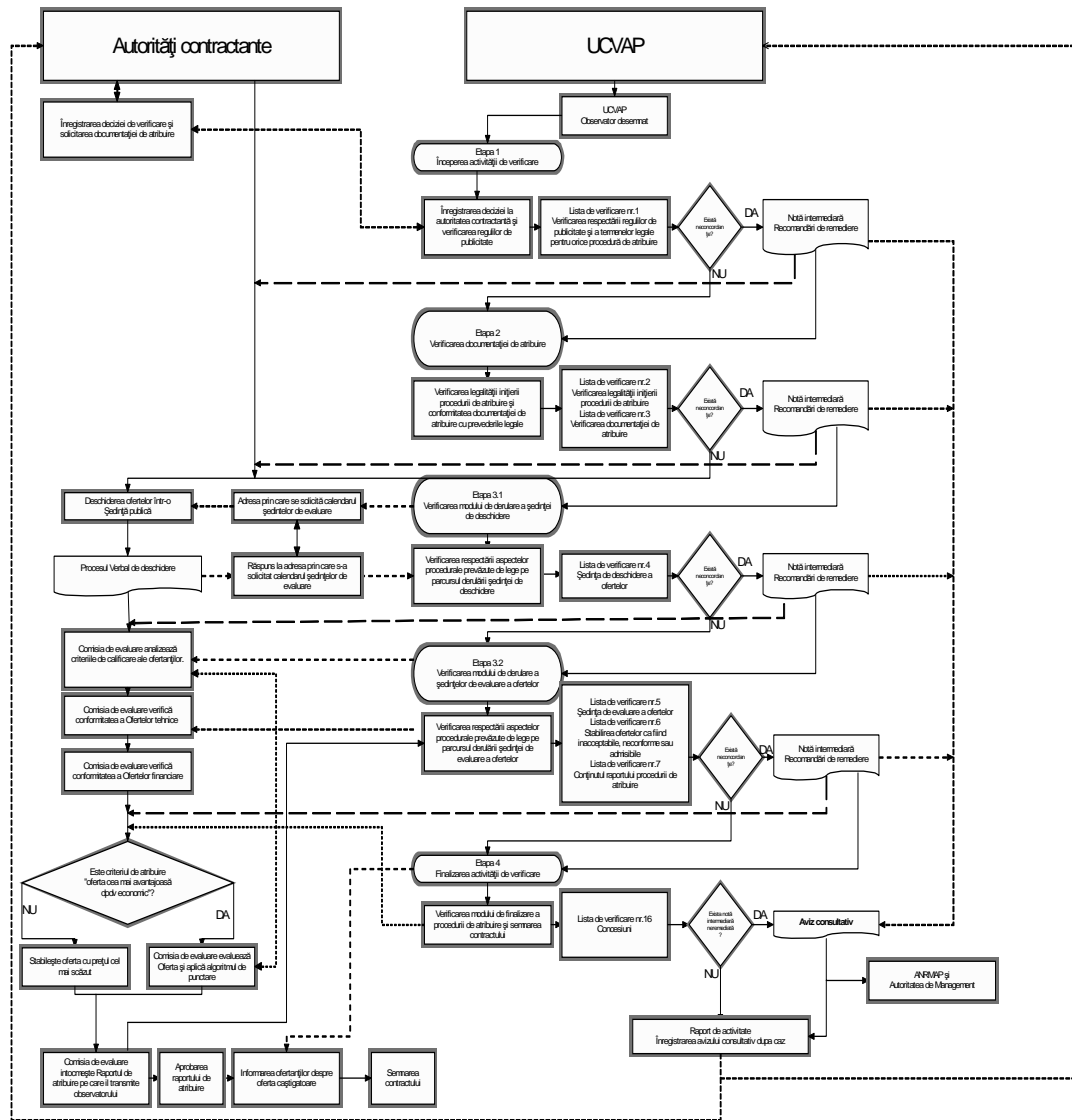 Autorităţi contractante
UCVAP
Înregistrarea deciziei de verificare şi
solicitarea documentaţiei de atribuire
UCVAP
Observator desemnat
Etapa 1
Începerea activităţii de verificare
Înregistrarea deciziei la
autoritatea contractantă şi
verificarea regulilor de
publicitate
Lista de verificare nr.1
Verificarea respectării regulilor de
publicitate şi a termenelor legale
pentru orice procedură de atribuire
Există
neconcordan
ţe?
DA
NU
Notă intermediară
Recomandări de remediere
Etapa 2
Verificarea documentaţiei de atribuire
Verificarea legalităţii iniţierii
procedurii de atribuire şi
conformitatea documentaţiei de
atribuire cu prevederile legale
Lista de verificare nr.2
Verificarea legalităţii iniţierii
procedurii de atribuire
Lista de verificare nr.3
Verificarea documentaţiei de
atribuire
Există
neconcordan
ţe?
DA
NU
Notă intermediară
Recomandări de remediere
Deschiderea ofertelor într-o
Şedinţă publică
Adresa prin care se solicită calendarul
şedintelor de evaluare
Etapa 3.1
Verificarea modului de derulare a şedinţei
de deschidere
Procesul Verbal de deschidere
Răspuns la adresa prin care s-a
solicitat calendarul şedinţelor de
evaluare
Verificarea respectării aspectelor
procedurale prevăzute de lege pe
parcursul derulării şedinţei de
deschidere
Lista de verificare nr.4
Şedinţa de deschidere a
ofertelor
Există
neconcordan
ţe?
DA
NU
Notă intermediară
Recomandări de remediere
Comisia de evaluare analizează
criteriile de calificare ale ofertanţilor.
Etapa 3.2
Verificarea modului de derulare a
şedinţelor de evaluare a ofertelor
Comisia de evaluare verifică
conformitatea a Ofertelor tehnice
Verificarea respectării aspectelor
procedurale prevăzute de lege pe
parcursul derulării şedinţei de
evaluare a ofertelor
Lista de verificare nr.5
Şedinţa de evaluare a ofertelor
Lista de verificare nr.6
Stabilirea ofertelor ca fiind
inacceptabile, neconforme sau
admisibile
Lista de verificare nr.7
Conţinutul raportului procedurii de
atribuire
Există
neconcordan
ţe?
DA
NU
Notă intermediară
Recomandări de remediere
Comisia de evaluare verifică
conformitatea a Ofertelor financiare
Este criteriul de atribuire
"oferta cea mai avantajoasă
dpdv economic"?
NU
DA
Etapa 4
Finalizarea activităţii de verificare
Verificarea modului de finalizare a
procedurii de atribuire şi semnarea
contractului
Lista de verificare nr.16
Concesiuni
Exista notă
intermediară
neremediată
?
DA
NU
Aviz consultativ
Stabileşte oferta cu preţul cel
mai scăzut
Comisia de evaluare evaluează
Oferta şi aplică algoritmul de
punctare
ANRMAP şi
Autoritatea de Management
Raport de activitate
Înregistrarea avizului consultativ dupa caz
Comisia de evaluare
intocmeşte Raportul de
atribuire pe care il transmite
observatorului
Aprobarea
raportului de
atribuire
Informarea ofertanţilor despre
oferta caştigatoare
Semnarea
contractului